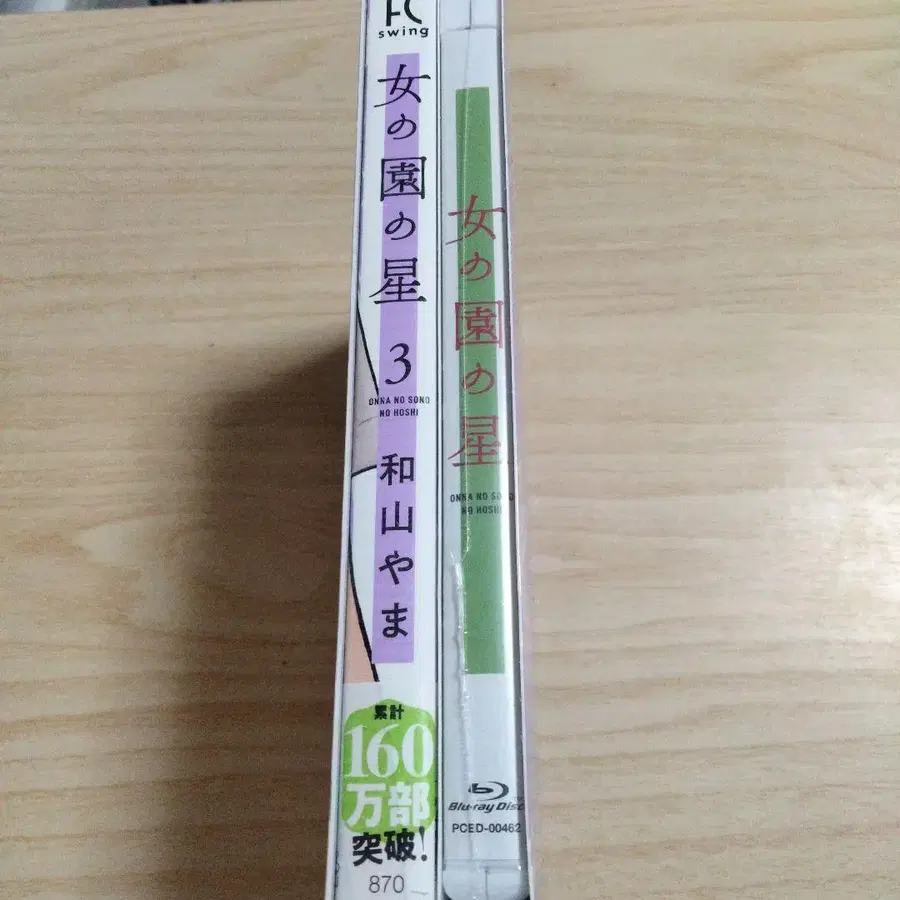 FC
swing
女の園の星
3
ONNA NO SONO
NO HOSHI
和山やま
累計
160
万部
突破!
870
女の園の星
ONNA NO SONO
NO HOSHI
Blu-ray Disc
PCED-00462